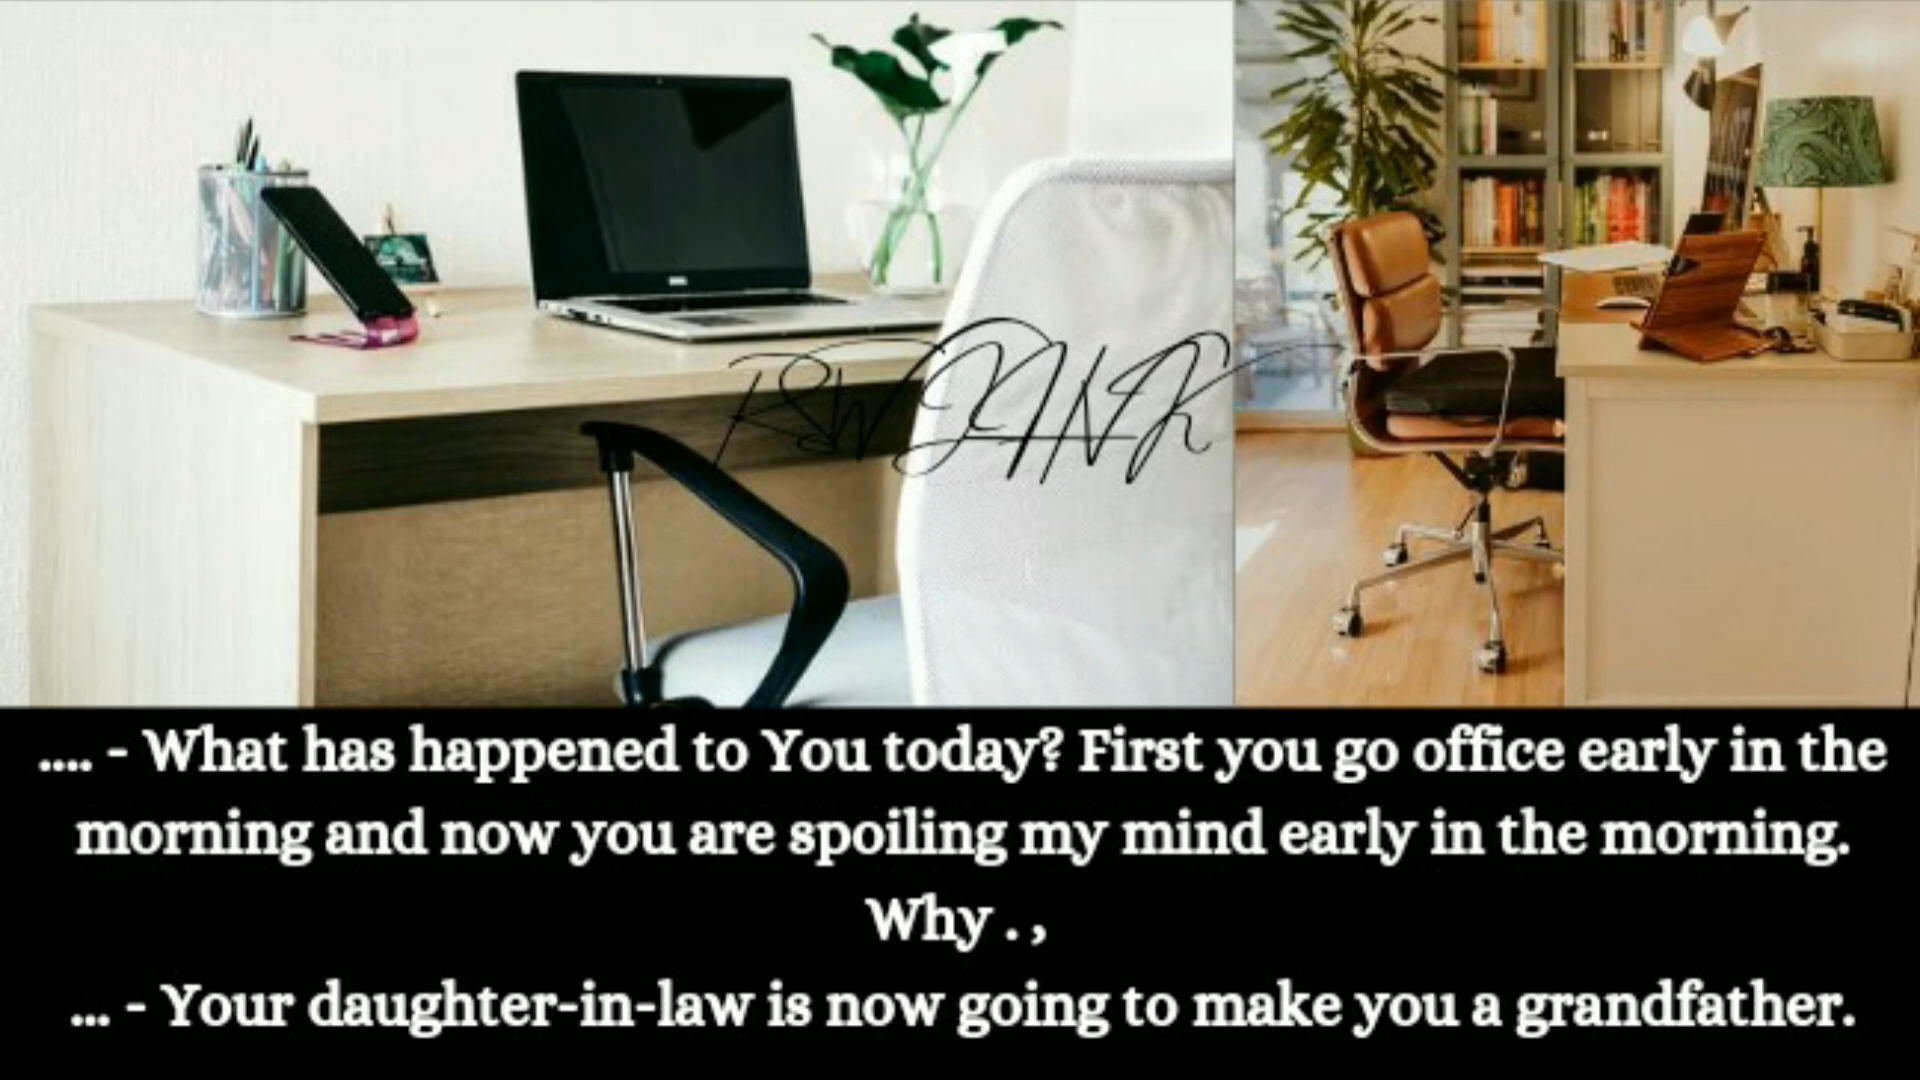 RWJHNK
.... - What has happened to You today? First you go office early in the
morning and now you are spoiling my mind early in the morning.
Why . ,
... - Your daughter-in-law is now going to make you a grandfather.